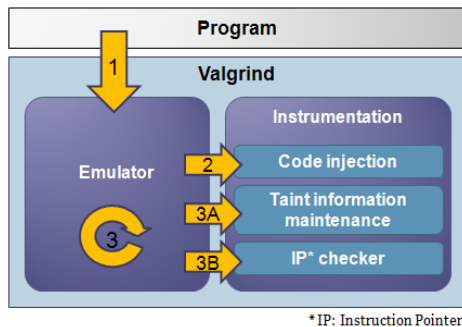 Program
1
Valgrind
Instrumentation
Emulator
2
Code injection
3A
Taint information
maintenance
3
3B
IP* checker
* IP: Instruction Pointer